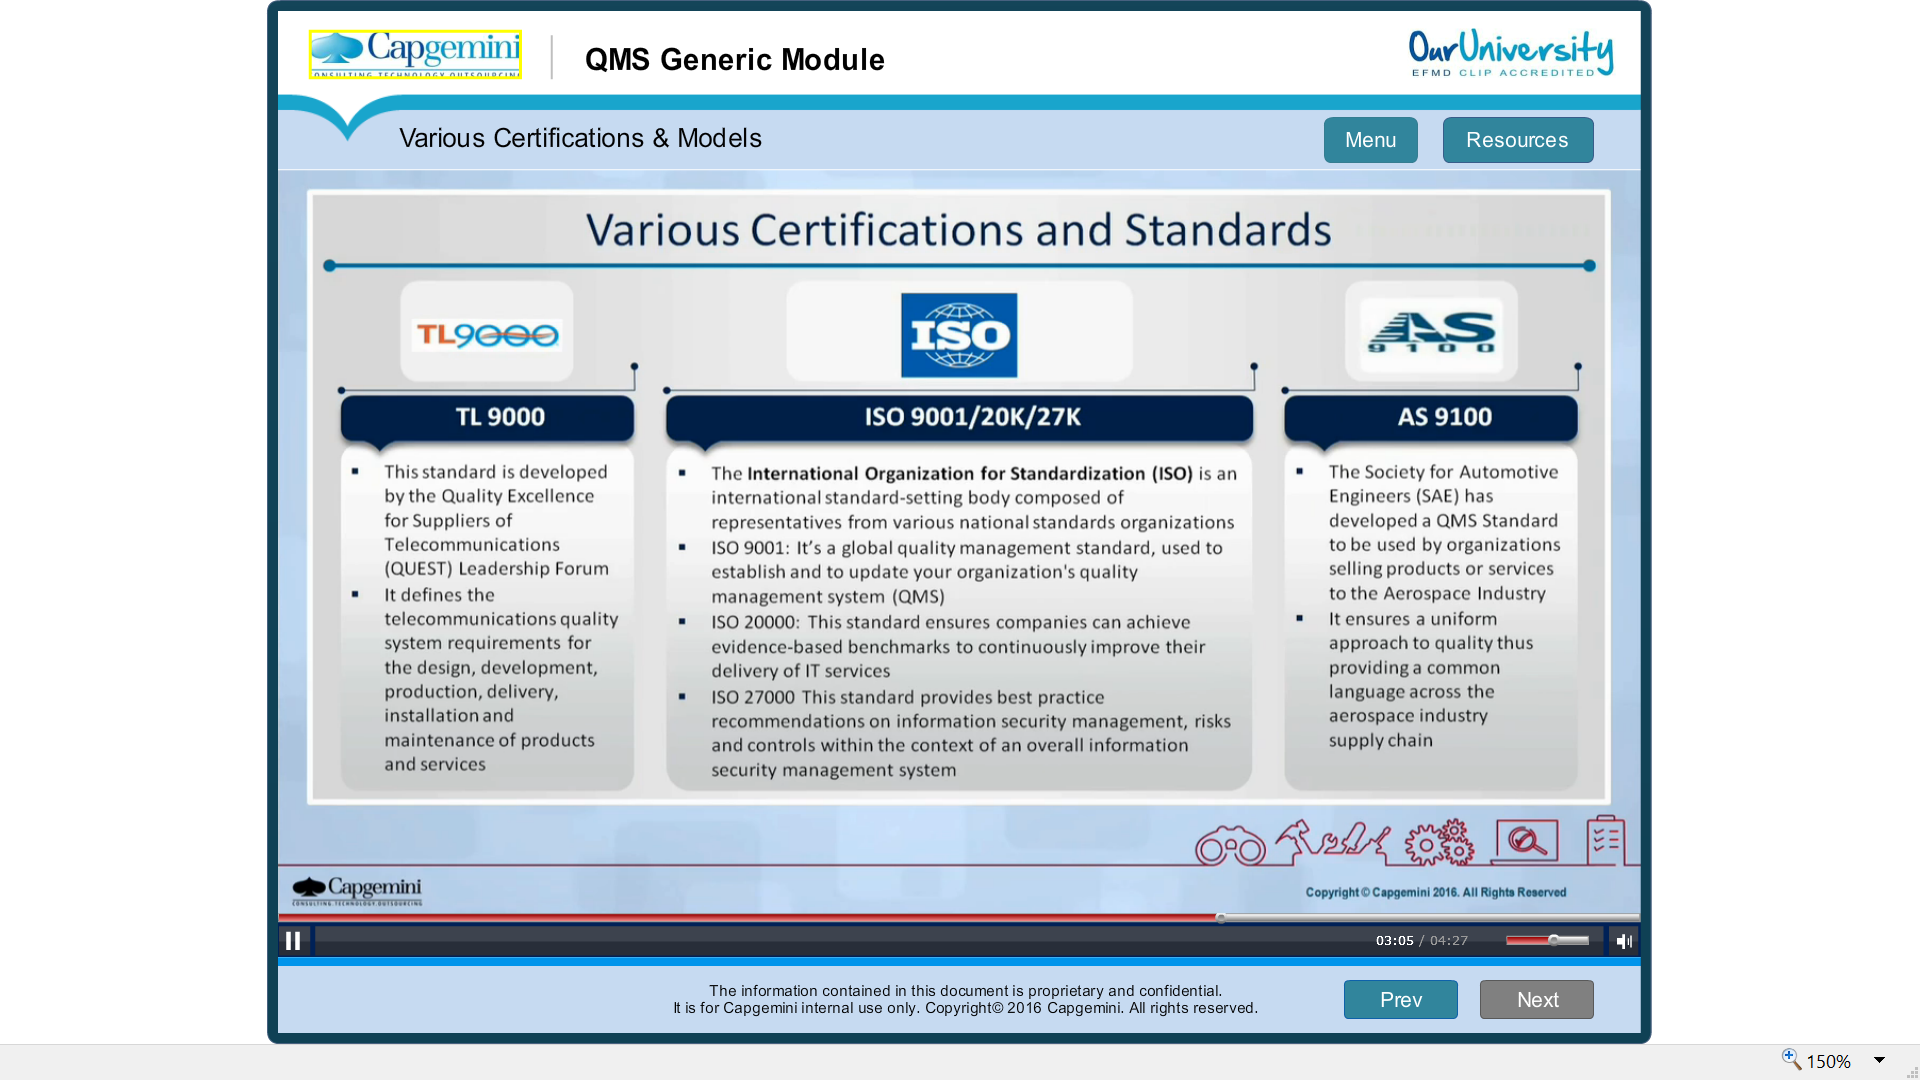 Capgemini
CONSULTING.TECHNOLOGY.OUTSOURCING
QMS Generic Module
OurUniversity
EFMD CLIP ACCREDITED
Various Certifications & Models
Menu
Resources
Various Certifications and Standards
TL9000
ISO
AS
9100
TL 9000
ISO 9001/20K/27K
AS 9100
▪ This standard is developed
by the Quality Excellence
for Suppliers of
Telecommunications
(QUEST) Leadership Forum
▪ It defines the
telecommunications quality
system requirements for
the design, development,
production, delivery,
installation and
maintenance of products
and services
▪ The International Organization for Standardization (ISO) is an
international standard-setting body composed of
representatives from various national standards organizations
▪ ISO 9001: It's a global quality management standard, used to
establish and to update your organization's quality
management system (QMS)
▪ ISO 20000: This standard ensures companies can achieve
evidence-based benchmarks to continuously improve their
delivery of IT services
▪ ISO 27000 This standard provides best practice
recommendations on information security management, risks
and controls within the context of an overall information
security management system
▪ The Society for Automotive
Engineers (SAE) has
developed a QMS Standard
to be used by organizations
selling products or services
to the Aerospace Industry
▪ It ensures a uniform
approach to quality thus
providing a common
language across the
aerospace industry
supply chain
Capgemini
CONSULTING.TECHNOLOGY.OUTSOURCING
Copyright © Capgemini 2016. All Rights Reserved
03:05 / 04:27
The information contained in this document is proprietary and confidential.
It is for Capgemini internal use only. Copyright© 2016 Capgemini. All rights reserved.
Prev
Next
150%